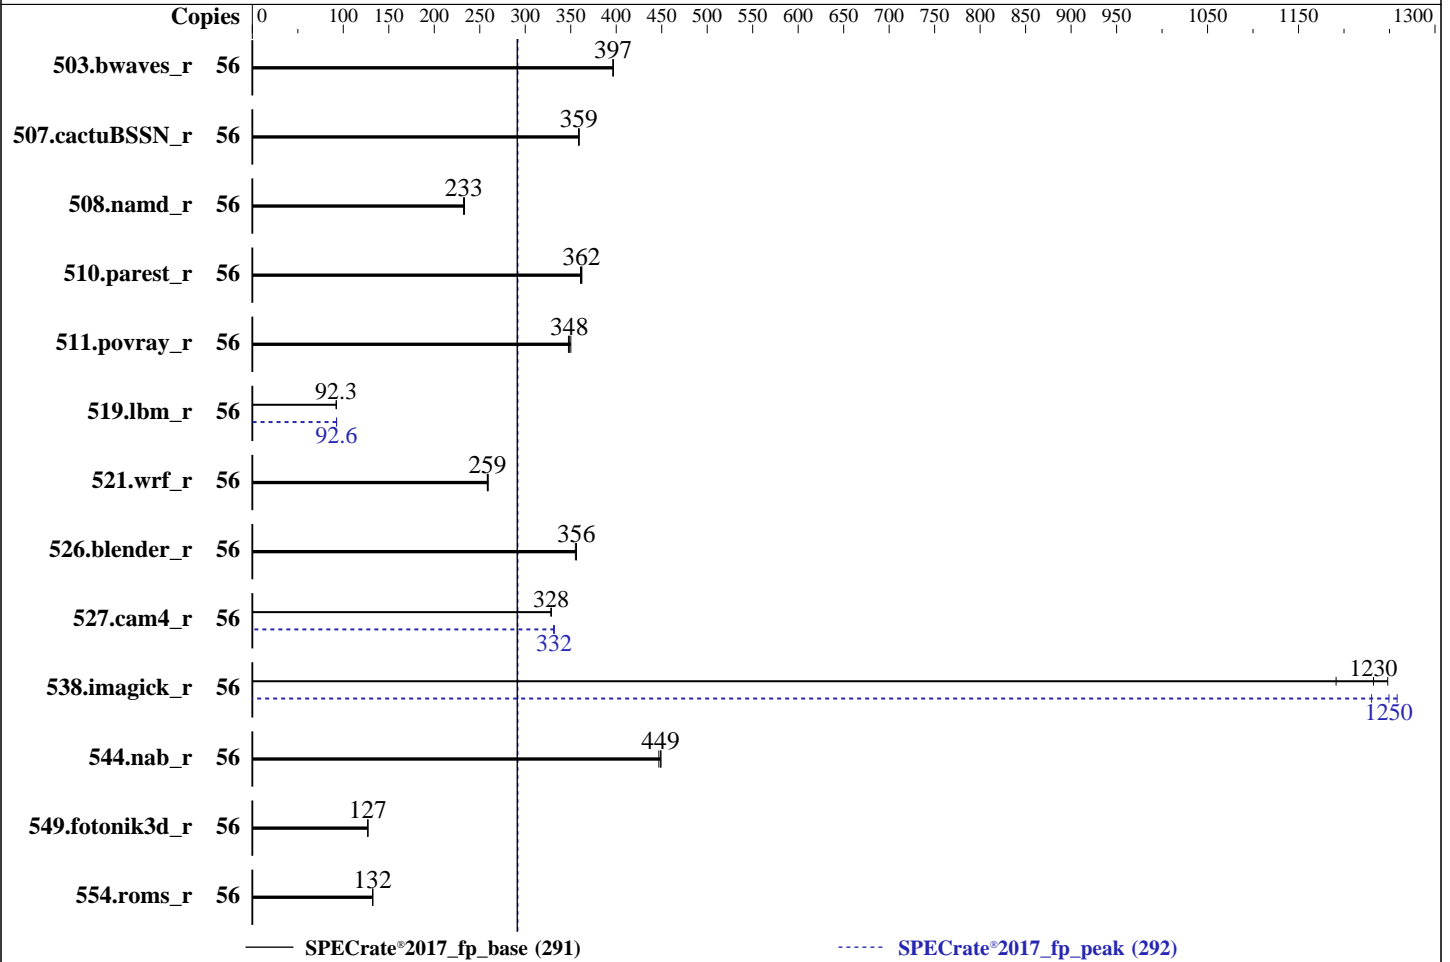 Copies 0 100 150 200 250 300 350 400 450 500 550 600 650 700 750 800 850 900 950 1050 1150 1300
397
503.bwaves_r 56
359
507.cactuBSSN_r 56
233
508.namd_r 56
362
510.parest_r 56
348
511.povray_r 56
92.3
519.lbm_r 56
92.6
259
521.wrf_r 56
356
526.blender_r 56
328
527.cam4_r 56
332
1230
538.imagick_r 56
1250
449
544.nab_r 56
127
549.fotonik3d_r 56
132
554.roms_r 56
SPECrate®2017_fp_base (291) SPECrate®2017_fp_peak (292)